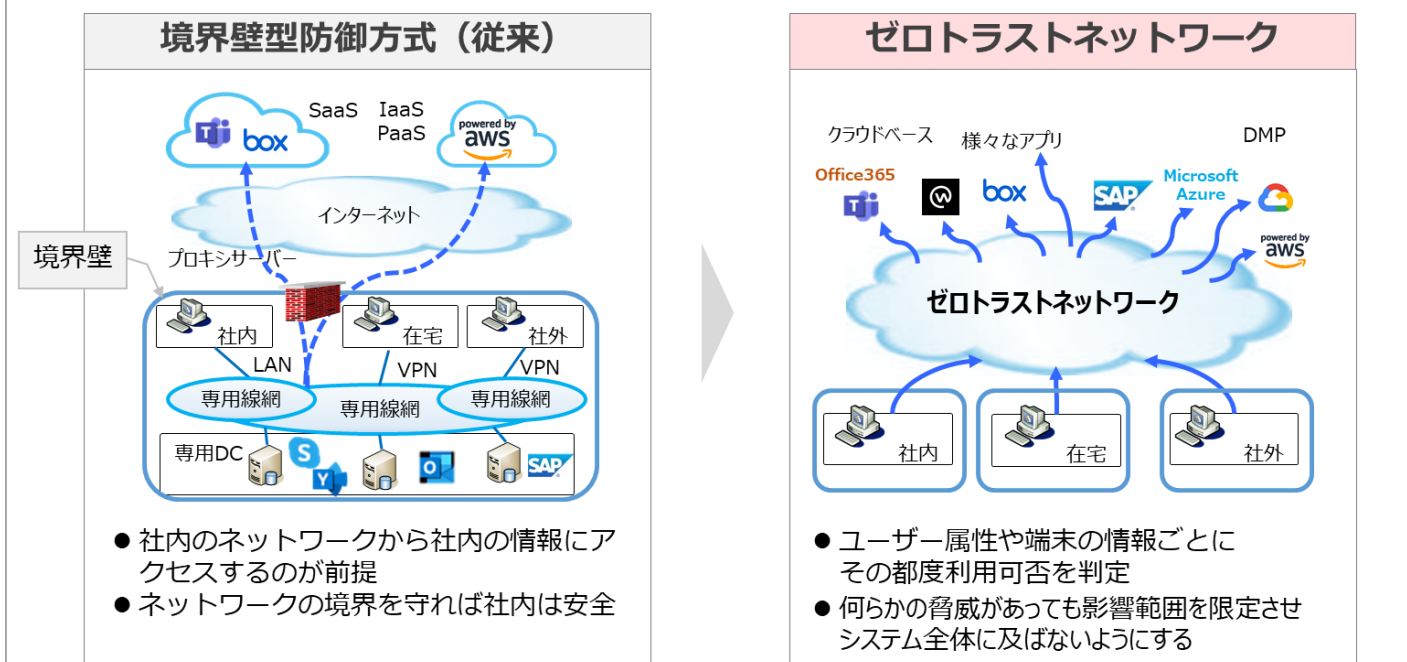 境界壁型防御方式（従来）
SaaS
IaaS
PaaS
box
powered by
aws
インターネット
境界壁
プロキシサーバー
社内
在宅
社外
LAN
VPN
VPN
専用線網
専用線網
専用線網
専用DC
SAP
● 社内のネットワークから社内の情報にア
クセスするのが前提
● ネットワークの境界を守れば社内は安全
ゼロトラストネットワーク
クラウドベース
様々なアプリ
DMP
Office365
box
SAP
Microsoft
Azure
powered by
aws
ゼロトラストネットワーク
社内
在宅
社外
● ユーザー属性や端末の情報ごとに
その都度利用可否を判定
● 何らかの脅威があっても影響範囲を限定させ
システム全体に及ばないようにする